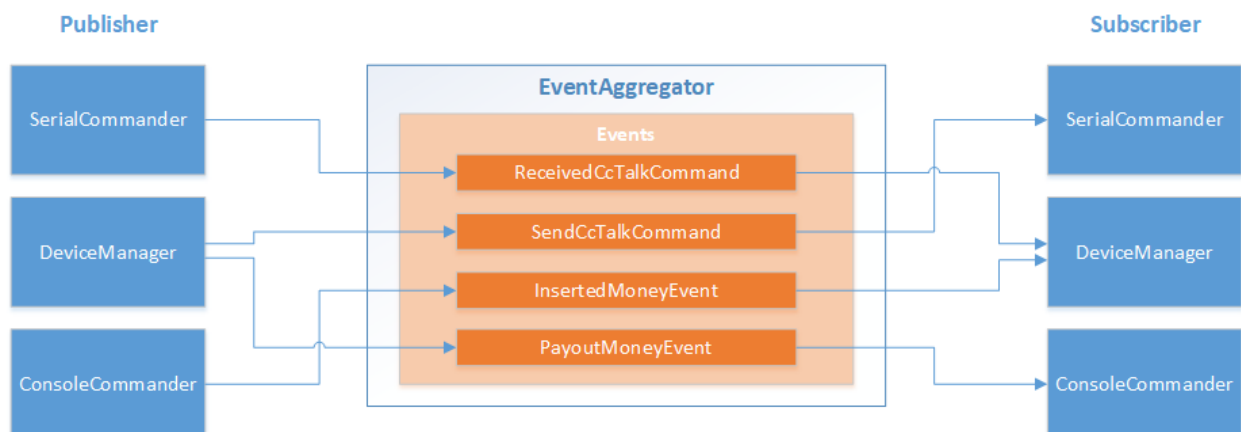 Publisher
Subscriber
SerialCommander
EventAggregator
SerialCommander
Events
ReceivedCcTalkCommand
DeviceManager
SendCcTalkCommand
DeviceManager
InsertedMoneyEvent
PayoutMoneyEvent
ConsoleCommander
ConsoleCommander